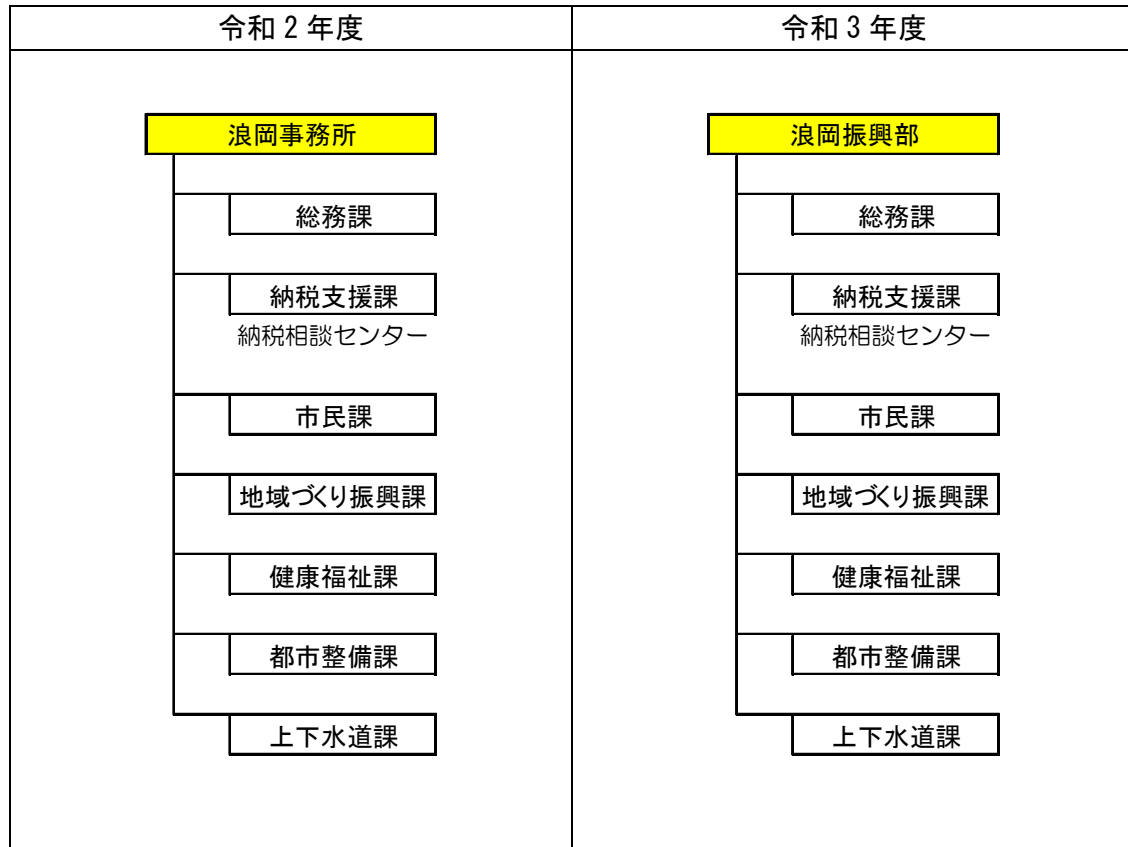 令和２年度
浪岡事務所
総務課
納税支援課
納税相談センター
市民課
地域づくり振興課
健康福祉課
都市整備課
上下水道課
令和３年度
浪岡振興部
総務課
納税支援課
納税相談センター
市民課
地域づくり振興課
健康福祉課
都市整備課
上下水道課